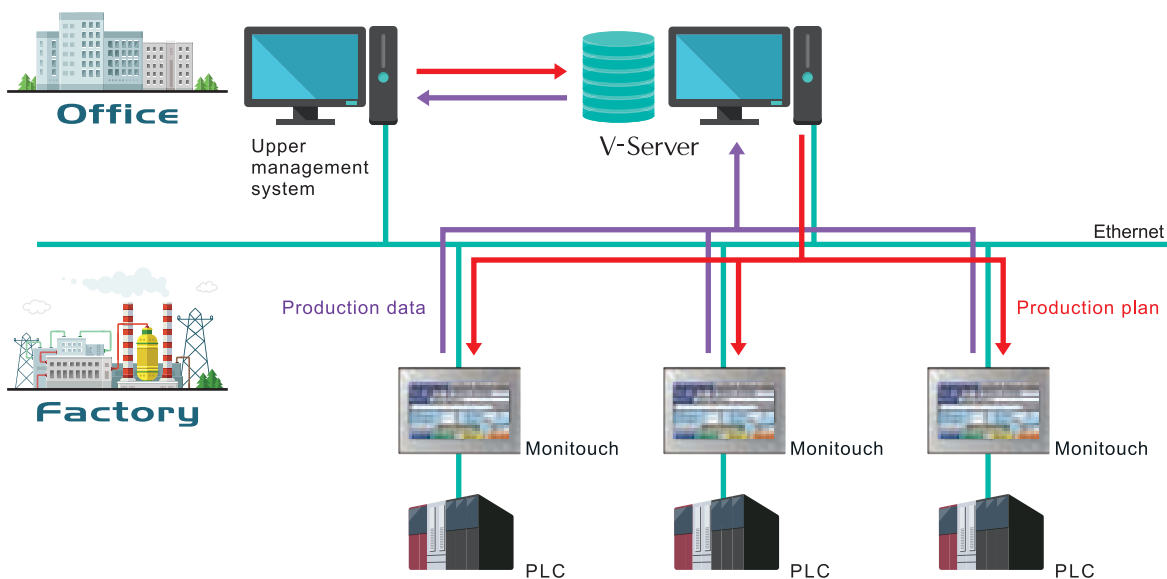 Office
Upper
management
system
V-Server
Ethernet
Production data
Production plan
Factory
Monitouch
Monitouch
Monitouch
PLC
PLC
PLC